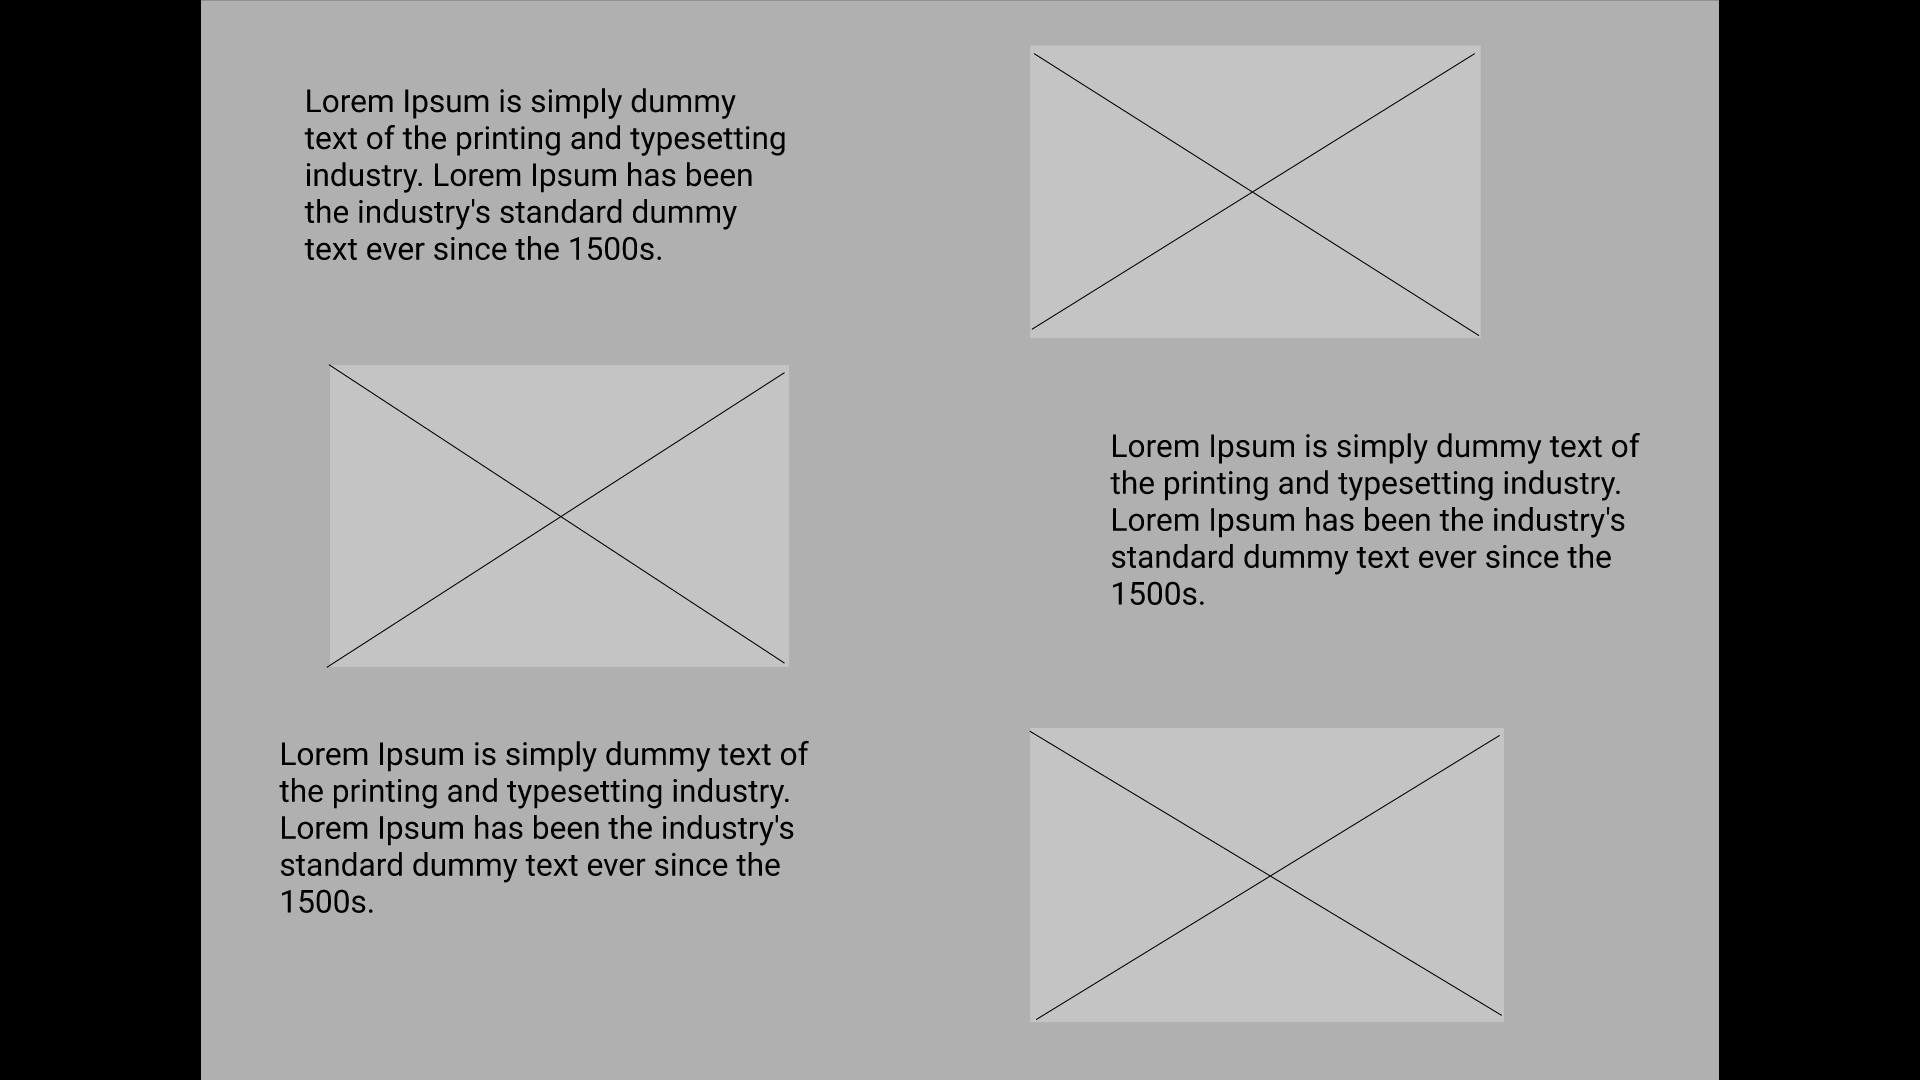 Lorem Ipsum is simply dummy
text of the printing and typesetting
industry. Lorem Ipsum has been
the industry's standard dummy
text ever since the 1500s.
Lorem Ipsum is simply dummy text of
the printing and typesetting industry.
Lorem Ipsum has been the industry's
standard dummy text ever since the
1500s.
Lorem Ipsum is simply dummy text of
the printing and typesetting industry.
Lorem Ipsum has been the industry's
standard dummy text ever since the
1500s.